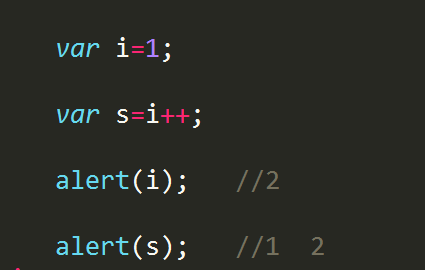 var i=1;
var s=i++;
alert(i);   //2
alert(s);   //1  2